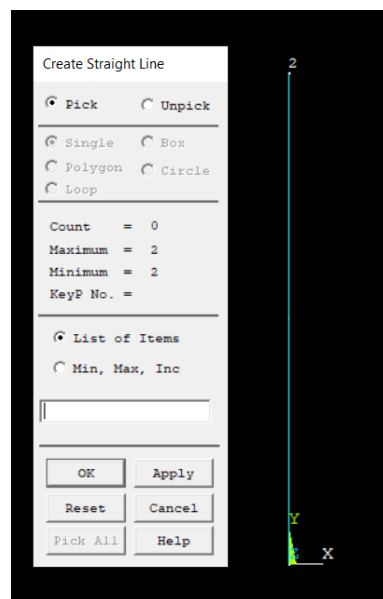 Create Straight Line
Pick Unpick
Single Box
Polygon Circle
Loop
Count = 0
Maximum = 2
Minimum = 2
KeyP No. =
List of Items
Min, Max, Inc
OK Apply
Reset Cancel
Pick All Help
2
Y
X